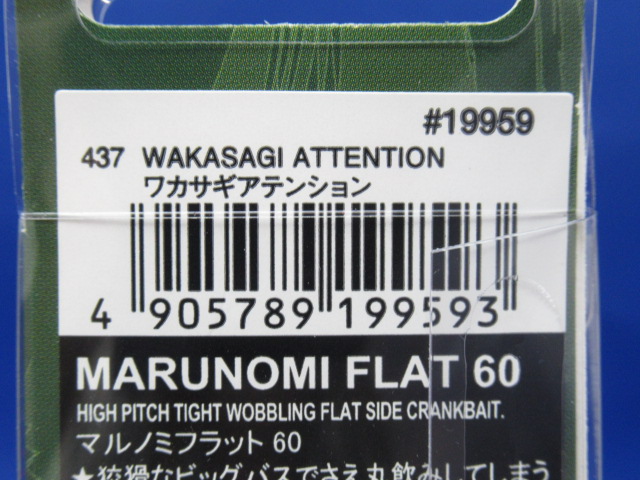 #19959
437 WAKASAGI ATTENTION
ワカサギアテンション
4 905789 199593
MARUNOMI FLAT 60
HIGH PITCH TIGHT WOBBLING FLAT SIDE CRANKBAIT.
マルノミフラット 60
★狡猾なビッグバスでさえ丸飲みしてしまう